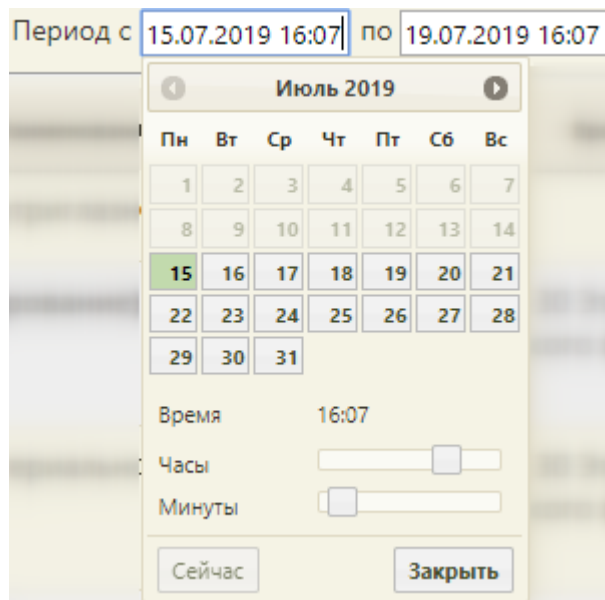 Период с 15.07.2019 16:07 по 19.07.2019 16:07
Июль 2019
Пн Вт Ср Чт Пт Сб Вс
1 2 3 4 5 6 7
8 9 10 11 12 13 14
15 16 17 18 19 20 21
22 23 24 25 26 27 28
29 30 31
Время 16:07
Часы
Минуты
Сейчас Закрыть